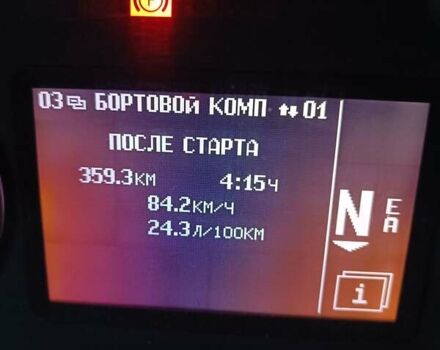 03 БОРТОВОЙ КОМП 01
ПОСЛЕ СТАРТА
359.3км 4:15ч
84.2км/ч
24.3л/100км
N E
A
i